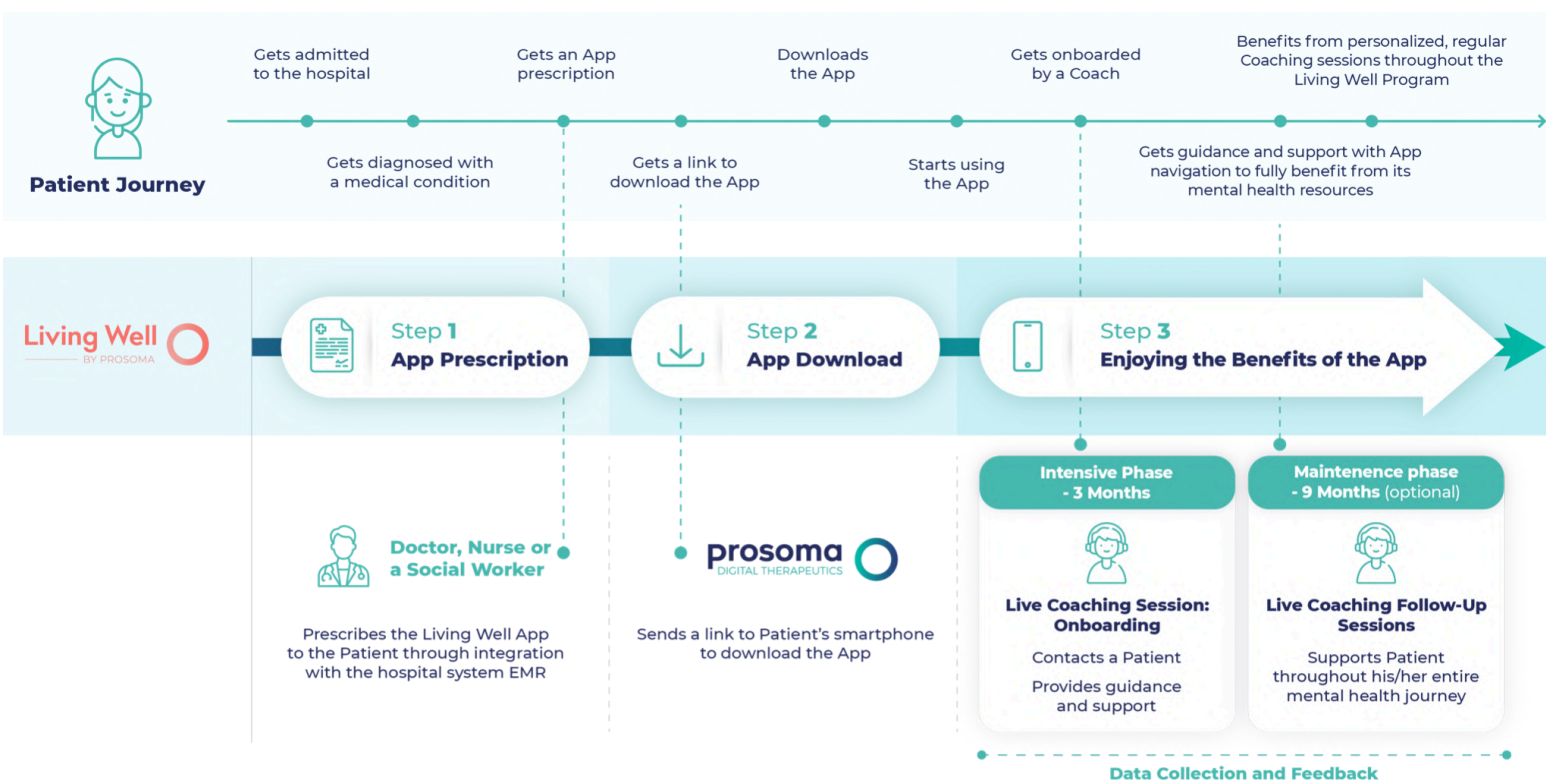 Gets admitted
to the hospital
Gets an App
prescription
Downloads
the App
Gets onboarded
by a Coach
Benefits from personalized, regular
Coaching sessions throughout the
Living Well Program
Patient Journey
Gets diagnosed with
a medical condition
Gets a link to
download the App
Starts using
the App
Gets guidance and support with App
navigation to fully benefit from its
mental health resources
Living Well
BY PROSOMA
Step 1
App Prescription
Step 2
App Download
Step 3
Enjoying the Benefits of the App
Doctor, Nurse or
a Social Worker
Prescribes the Living Well App
to the Patient through integration
with the hospital system EMR
prosoma
DIGITAL THERAPEUTICS
Sends a link to Patient's smartphone
to download the App
Intensive Phase
- 3 Months
Live Coaching Session:
Onboarding
Contacts a Patient
Provides guidance
and support
Maintenence phase
- 9 Months (optional)
Live Coaching Follow-Up
Sessions
Supports Patient
throughout his/her entire
mental health journey
Data Collection and Feedback